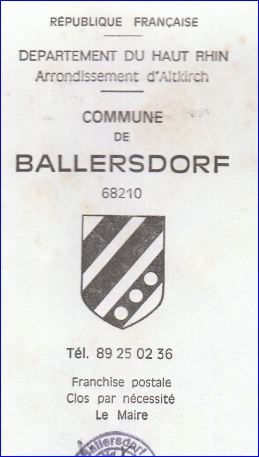 RÉPUBLIQUE FRANÇAISE
DEPARTEMENT DU HAUT RHIN
Arrondissement d'Altkirch
COMMUNE
DE
BALLERSDORF
68210
Tél. 89 25 02 36
Franchise postale
Clos par nécessité
Le Maire
Ballersdorf